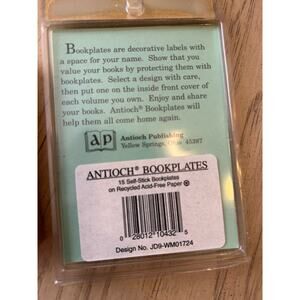 Bookplates are decorative labels with
a space for your name. Show that you
value your books by protecting them with
bookplates. Select a design with care,
then put one on the inside front cover of
each volume you own. Enjoy and share
your books. Antioch® Bookplates will
help them all come home again.
ap
Antioch Publishing
Yellow Springs, Ohio 45387
ANTIOCH® BOOKPLATES
15 Self-Stick Bookplates
on Recycled Acid-Free Paper
0 28012 10432 5
Design No. JD9-WM01724